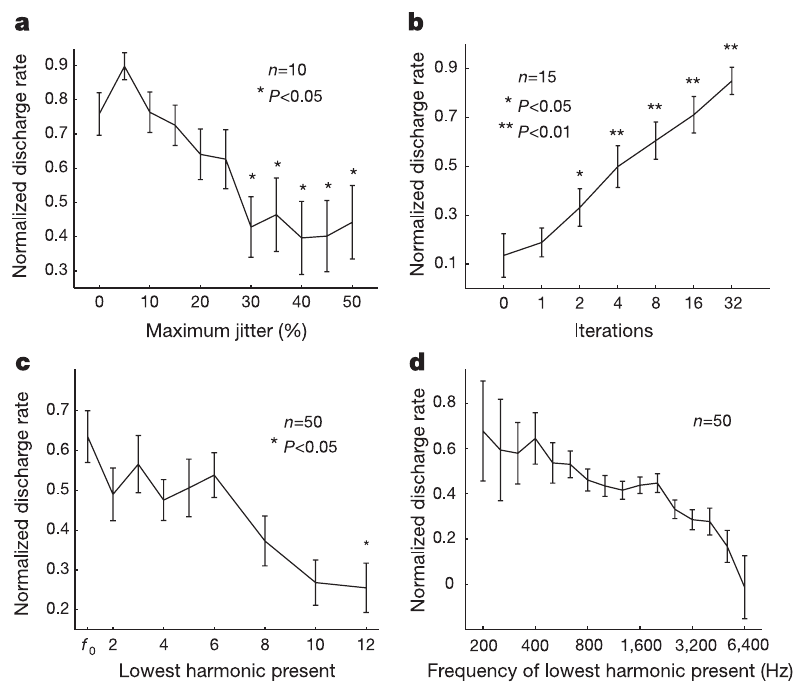 a
Normalized discharge rate
0.9
0.8
0.7
0.6
0.5
0.4
0.3
n=10
* P<0.05
* * * * *
0 10 20 30 40 50
Maximum jitter (%)
b
Normalized discharge rate
0.9
0.7
0.5
0.3
0.1
n=15
* P<0.05
** P<0.01
* ** ** ** **
0 1 2 4 8 16 32
Iterations
c
Normalized discharge rate
0.7
0.6
0.5
0.4
0.3
0.2
n=50
* P<0.05
*
f0 2 4 6 8 10 12
Lowest harmonic present
d
Normalized discharge rate
0.8
0.6
0.4
0.2
0
n=50
200 400 800 1,600 3,200 6,400
Frequency of lowest harmonic present (Hz)